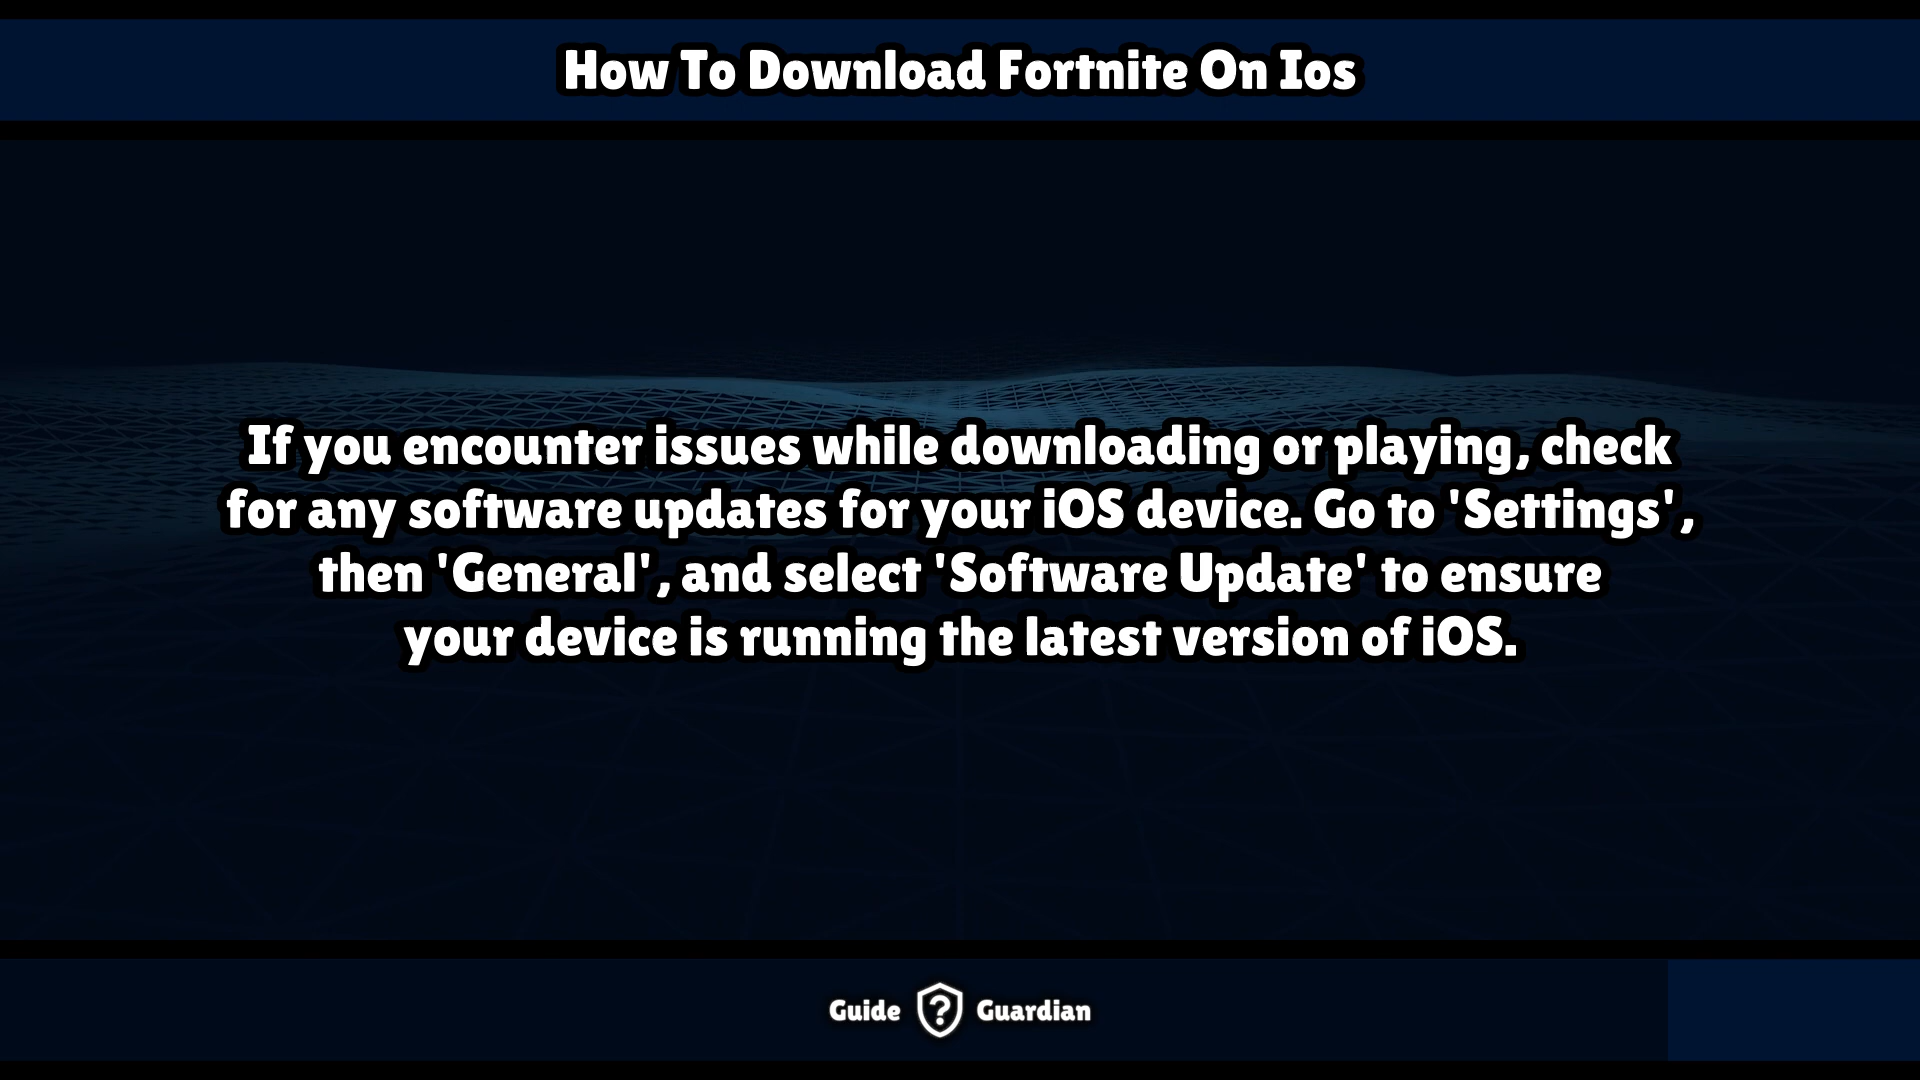 How To Download Fortnite On Ios
If you encounter issues while downloading or playing, check
for any software updates for your iOS device. Go to 'Settings',
then 'General', and select 'Software Update' to ensure
your device is running the latest version of iOS.
Guide ? Guardian